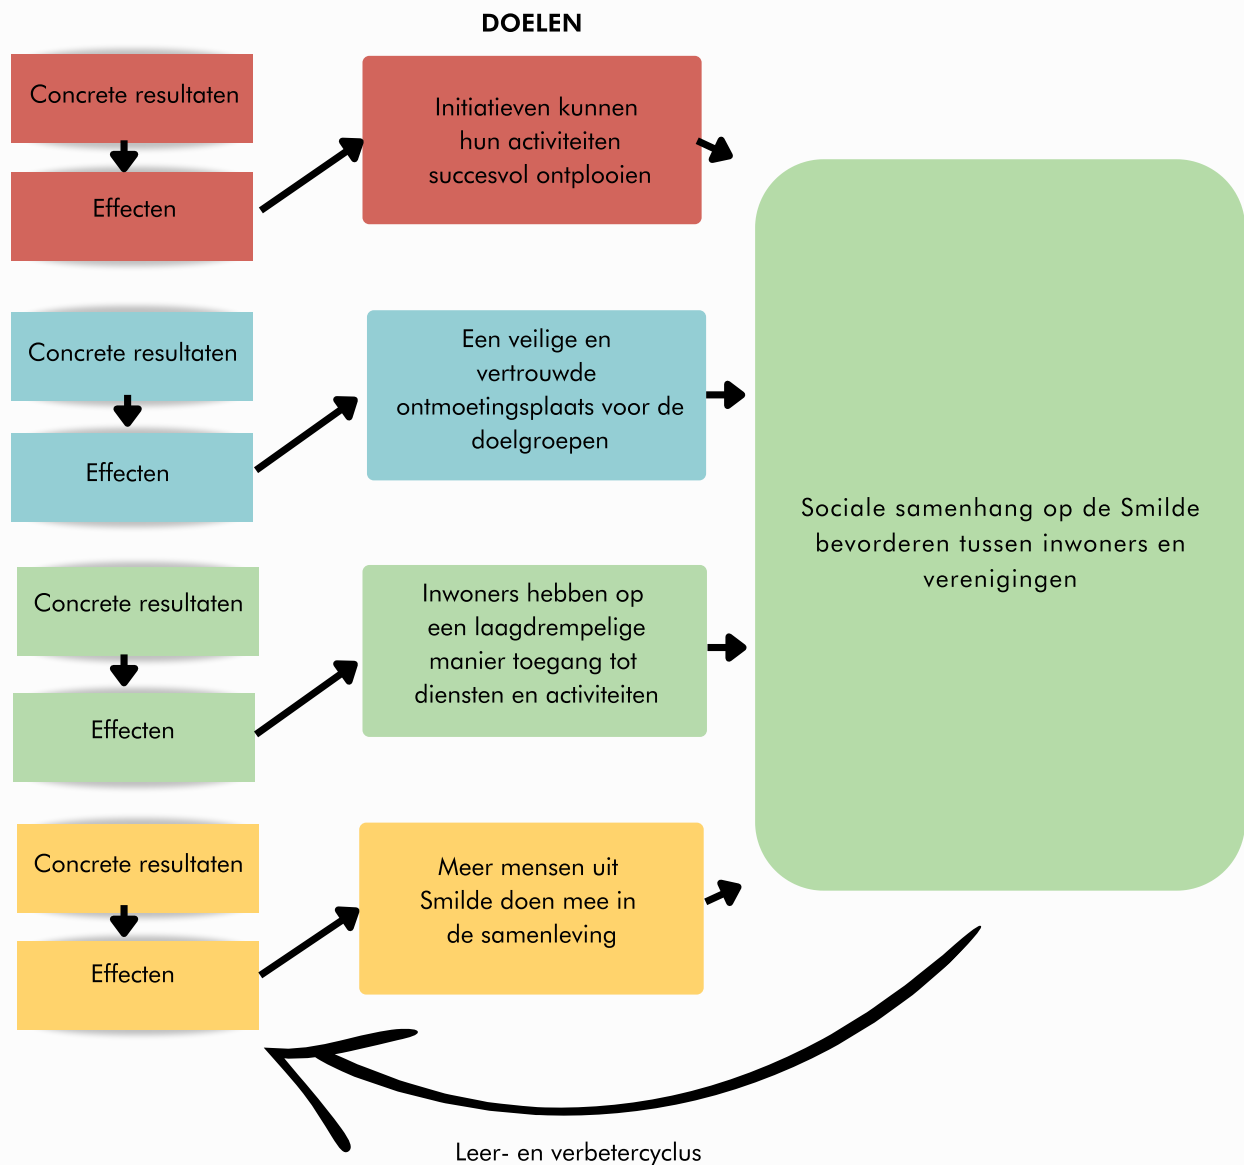 DOELEN
Concrete resultaten
Effecten
Initiatieven kunnen
hun activiteiten
succesvol ontplooien
Concrete resultaten
Effecten
Een veilige en
vertrouwde
ontmoetingsplaats voor de
doelgroepen
Concrete resultaten
Effecten
Inwoners hebben op
een laagdrempelige
manier toegang tot
diensten en activiteiten
Concrete resultaten
Effecten
Meer mensen uit
Smilde doen mee in
de samenleving
Sociale samenhang op de Smilde
bevorderen tussen inwoners en
verenigingen
Leer- en verbetercyclus